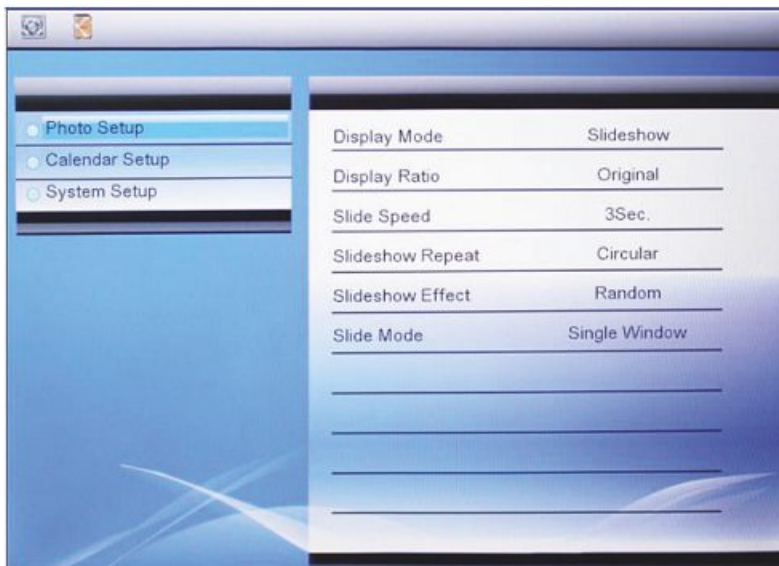 Photo Setup
Calendar Setup
System Setup
Display Mode Slideshow
Display Ratio Original
Slide Speed 3Sec.
Slideshow Repeat Circular
Slideshow Effect Random
Slide Mode Single Window